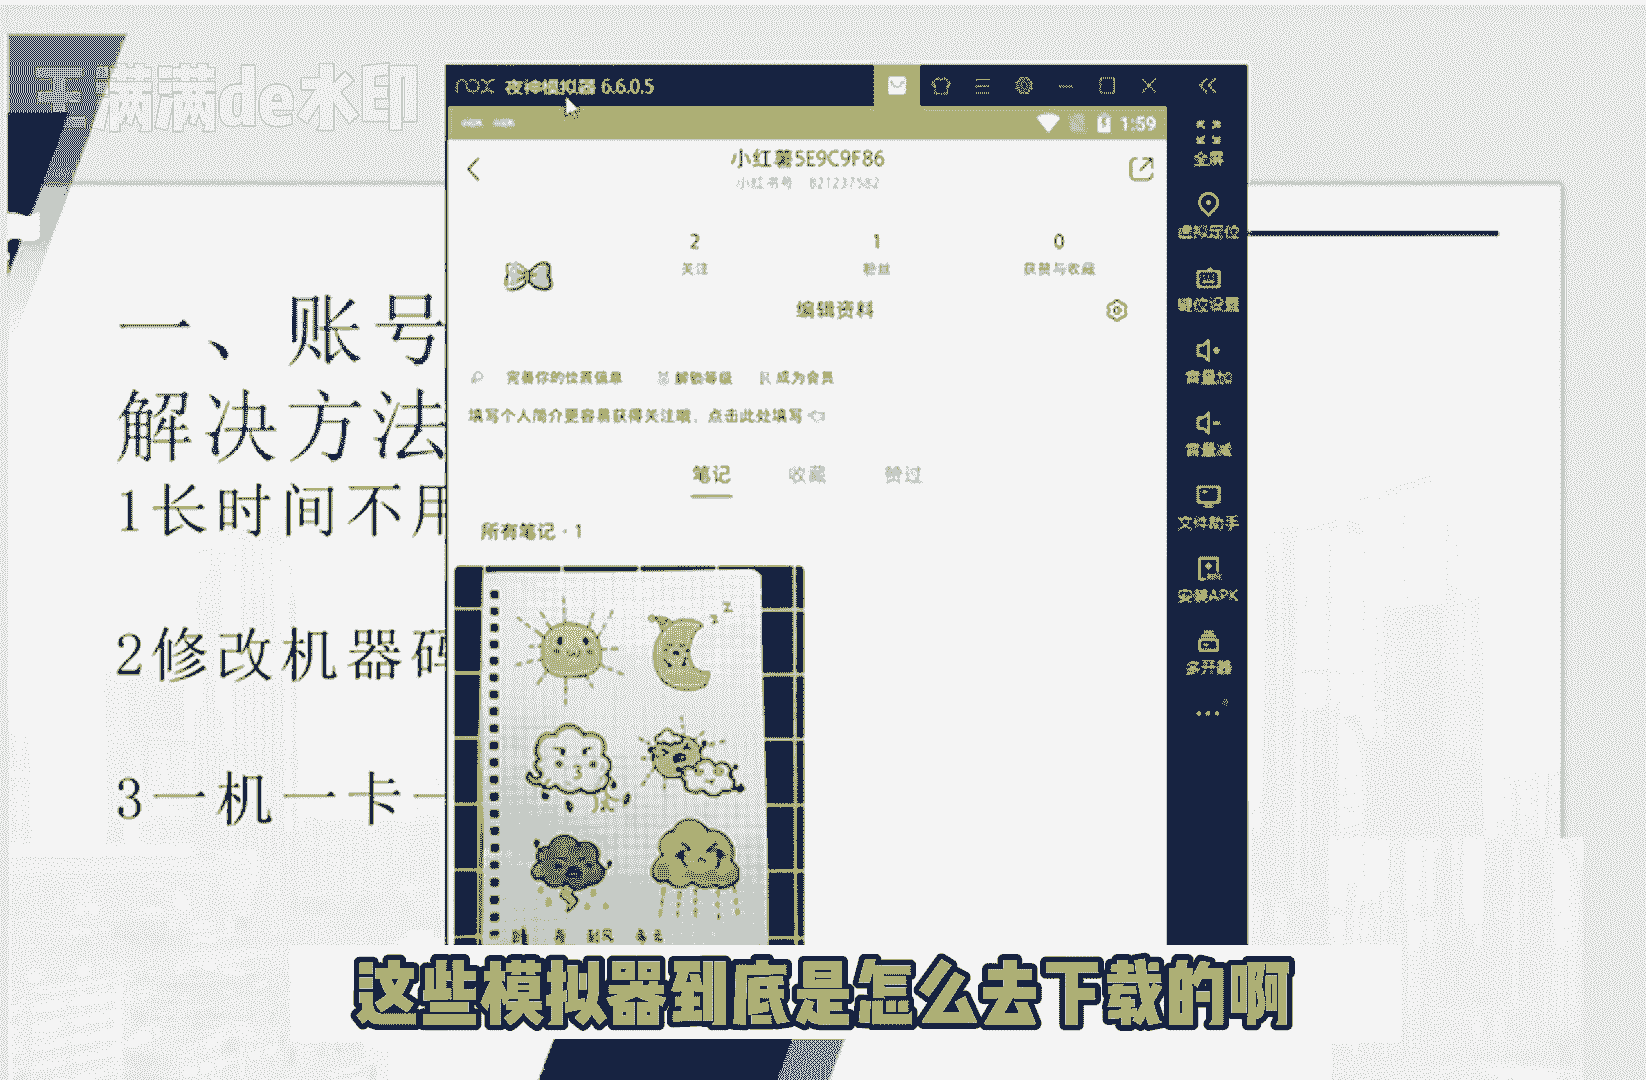 王满满de水印
nox 夜神模拟器 6.6.0.5
1:59
小红薯5E9C9F86
小红书号 821237582
全屏
虚拟定位
键位设置
音量加
音量减
文件助手
安装APK
多开器
2
1
0
关注
粉丝
获赞与收藏
编辑资料
完善你的位置信息
解锁等级
成为会员
填写个人简介更容易获得关注哦，点击此处填写
笔记
收藏
赞过
所有笔记·1
一、账号
解决方法
1长时间不用
2修改机器码
3一机一卡一
这些模拟器到底是怎么去下载的啊